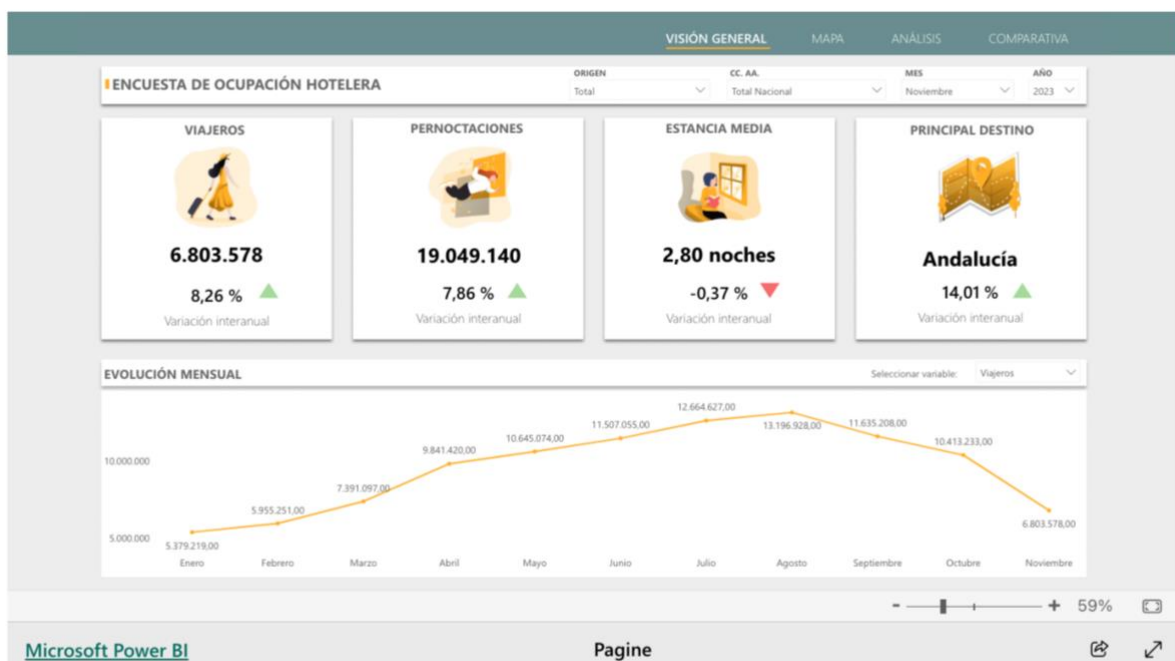 VISIÓN GENERAL MAPA ANÁLISIS COMPARATIVA
ENCUESTA DE OCUPACIÓN HOTELERA
ORIGEN CC. AA. MES AÑO
Total Total Nacional Noviembre 2023
VIAJEROS PERNOCTACIONES ESTANCIA MEDIA PRINCIPAL DESTINO
6.803.578 19.049.140 2,80 noches Andalucía
8,26 % 7,86 % -0,37 % 14,01 %
Variación interanual Variación interanual Variación interanual Variación interanual
EVOLUCIÓN MENSUAL Seleccionar variable: Viajeros
12.664.627,00
11.507.055,00 13.196.928,00 11.635.208,00
10.645.074,00 10.413.233,00
9.841.420,00
10.000.000
7.391.097,00
5.955.251,00
6.803.578,00
5.000.000
5.379.219,00
Enero Febrero Marzo Abril Mayo Junio Julio Agosto Septiembre Octubre Noviembre
- + 59%
Microsoft Power BI Pagine